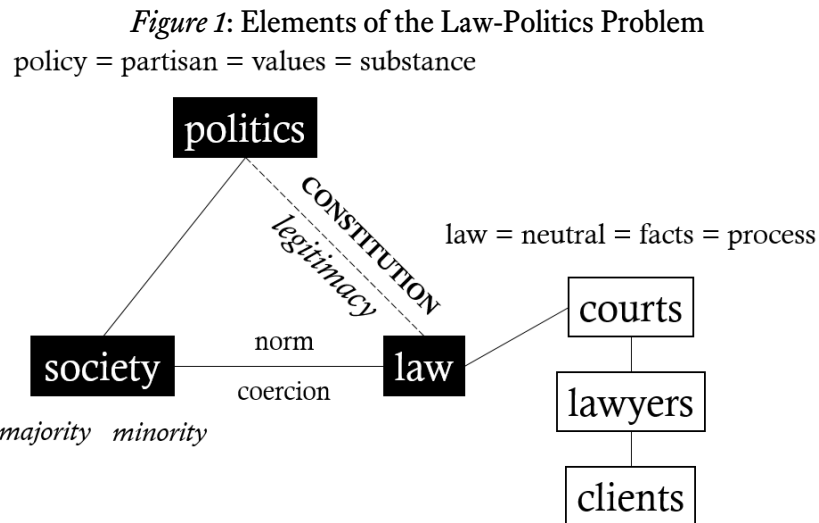 Figure 1: Elements of the Law-Politics Problem
policy = partisan = values = substance
politics
CONSTITUTION
legitimacy
law = neutral = facts = process
courts
society
norm
coercion
law
lawyers
majority minority
clients